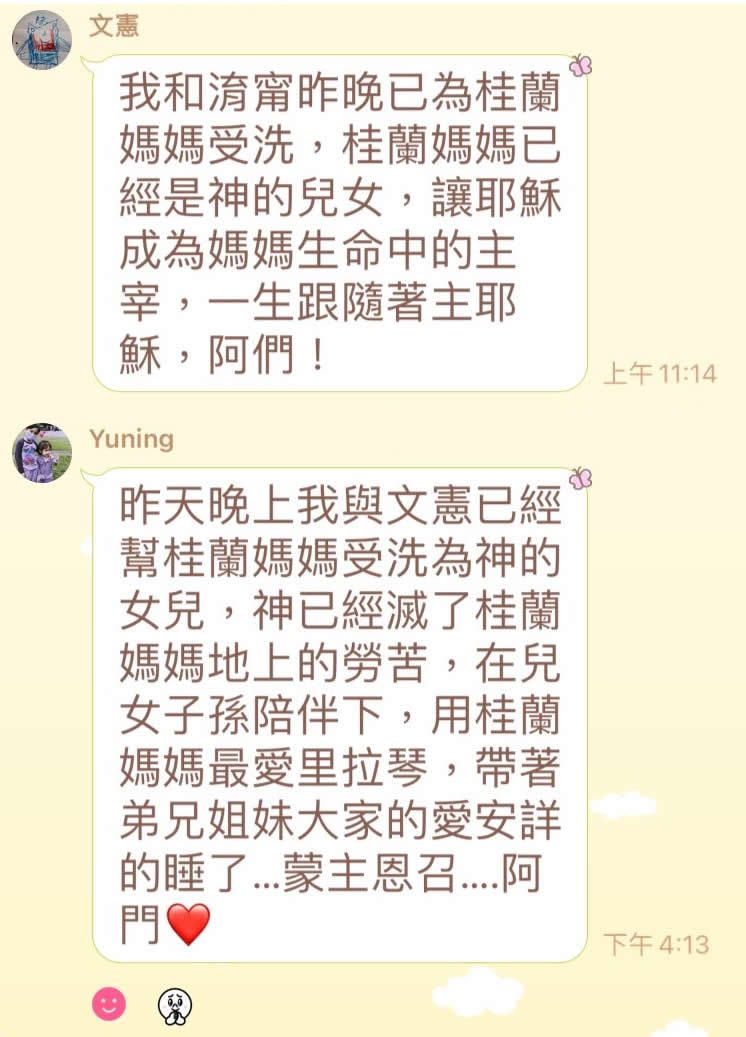 文憲
我和淯甯昨晚已為桂蘭
媽媽受洗，桂蘭媽媽已
經是神的兒女，讓耶穌
成為媽媽生命中的主
宰，一生跟隨著主耶
穌，阿們！
上午 11:14
Yuning
昨天晚上我與文憲已經
幫桂蘭媽媽受洗為神的
女兒，神已經滅了桂蘭
媽媽地上的勞苦，在兒
女子孫陪伴下，用桂蘭
媽媽最愛里拉琴，帶著
弟兄姐妹大家的愛安詳
的睡了...蒙主恩召....阿
門❤️
下午 4:13